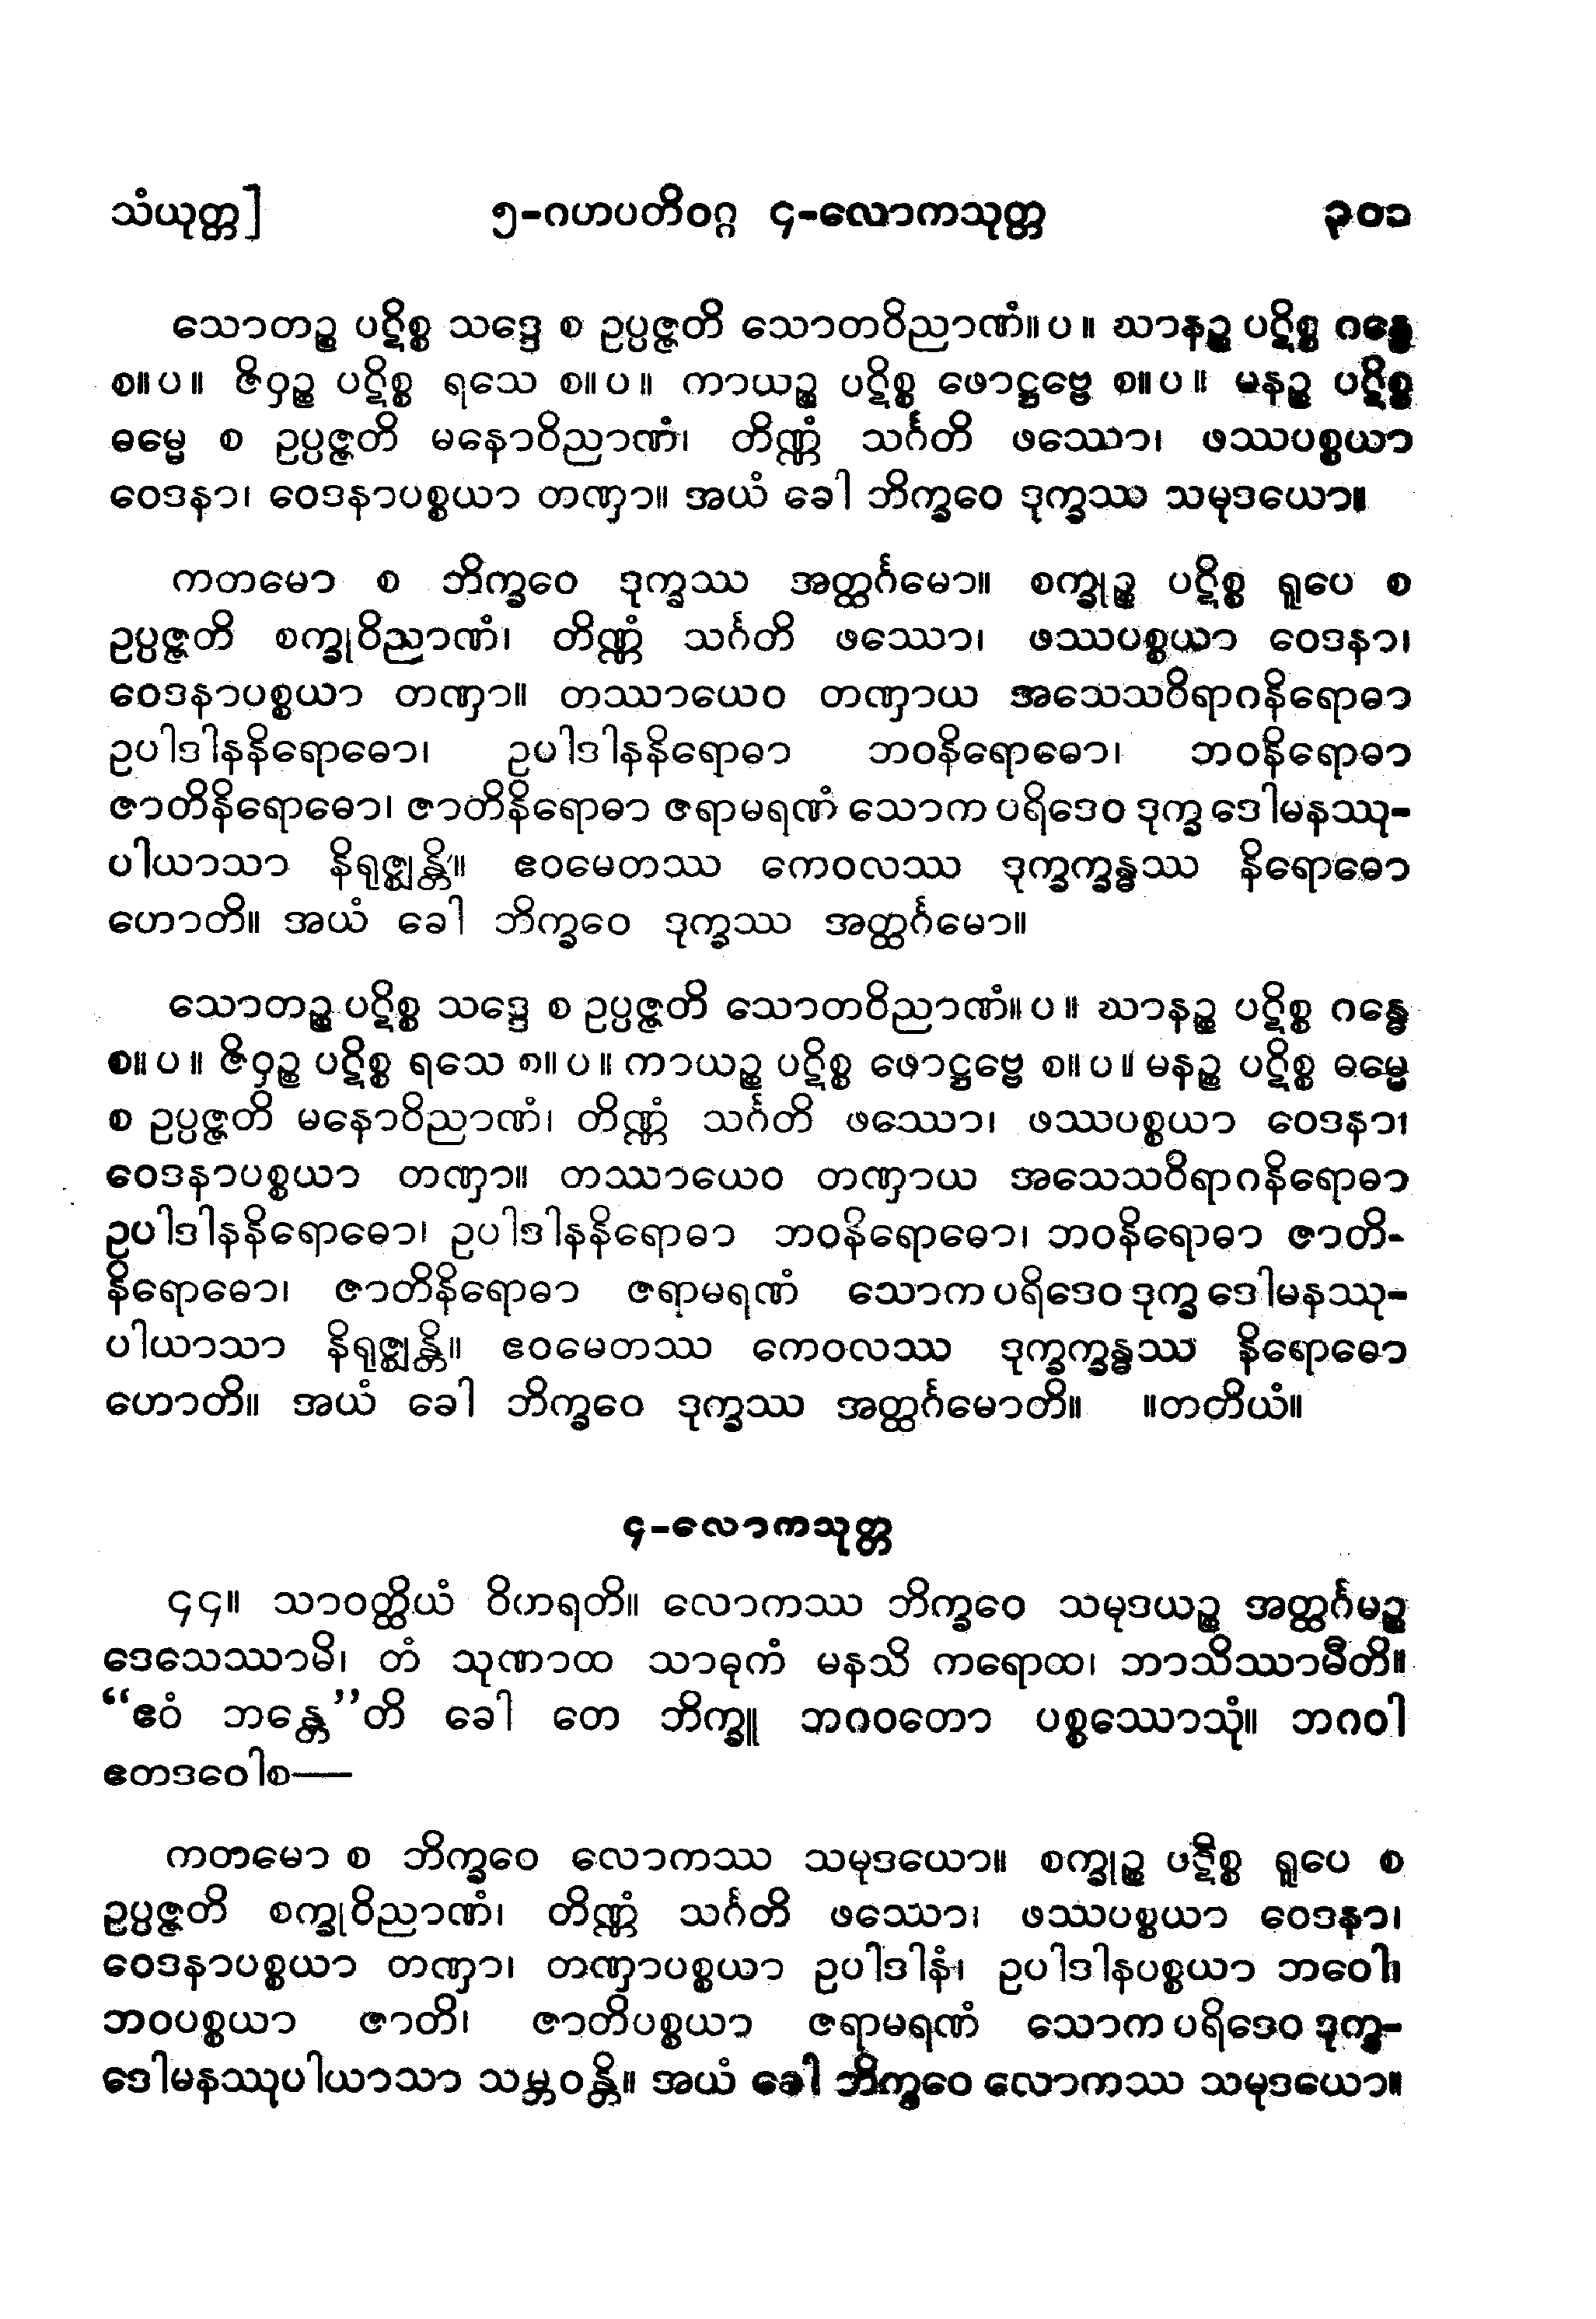 သံယုတ္တ] ၅-ဂဟပတိဝဂ္ဂ ၄-လောကသုတ္တ ၃၀၁
သောတဉ္စ ပဋိစ္စ သဒ္ဒေ စ ဥပ္ပဇ္ဇတိ သောတဝိညာဏံ။ပ။ ဃာနဉ္စ ပဋိစ္စ ဂန္ဓေ
စ။ပ။ ဇိဝှဉ္စ ပဋိစ္စ ရသေ စ။ပ။ ကာယဉ္စ ပဋိစ္စ ဖောဋ္ဌဗ္ဗေ စ။ပ။ မနဉ္စ ပဋိစ္စ
ဓမ္မေ စ ဥပ္ပဇ္ဇတိ မနောဝိညာဏံ၊ တိဏ္ဏံ သင်္ဂတိ ဖဿော၊ ဖဿပစ္စယာ
ဝေဒနာ၊ ဝေဒနာပစ္စယာ တဏှာ။ အယံ ခေါ ဘိက္ခဝေ ဒုက္ခဿ သမုဒယော။
ကတမော စ ဘိက္ခဝေ ဒုက္ခဿ အတ္ထင်္ဂမော။ စက္ခုဉ္စ ပဋိစ္စ ရူပေ စ
ဥပ္ပဇ္ဇတိ စက္ခုဝိညာဏံ၊ တိဏ္ဏံ သင်္ဂတိ ဖဿော၊ ဖဿပစ္စယာ ဝေဒနာ၊
ဝေဒနာပစ္စယာ တဏှာ။ တဿာယေဝ တဏှာယ အသေသဝိရာဂနိရောဓာ
ဥပါဒါနနိရောဓော၊ ဥပါဒါနနိရောဓာ ဘဝနိရောဓော၊ ဘဝနိရောဓာ
ဇာတိနိရောဓော၊ ဇာတိနိရောဓာ ဇရာမရဏံ သောက ပရိဒေဝ ဒုက္ခ ဒေါမနဿု-
ပါယာသာ နိရုဇ္ဈန္တိ။ ဧဝမေတဿ ကေဝလဿ ဒုက္ခက္ခန္ဓဿ နိရောဓော
ဟောတိ။ အယံ ခေါ ဘိက္ခဝေ ဒုက္ခဿ အတ္ထင်္ဂမော။
သောတဉ္စ ပဋိစ္စ သဒ္ဒေ စ ဥပ္ပဇ္ဇတိ သောတဝိညာဏံ။ပ။ ဃာနဉ္စ ပဋိစ္စ ဂန္ဓေ
စ။ပ။ ဇိဝှဉ္စ ပဋိစ္စ ရသေ စ။ပ။ ကာယဉ္စ ပဋိစ္စ ဖောဋ္ဌဗ္ဗေ စ။ပ။ မနဉ္စ ပဋိစ္စ ဓမ္မေ
စ ဥပ္ပဇ္ဇတိ မနောဝိညာဏံ၊ တိဏ္ဏံ သင်္ဂတိ ဖဿော၊ ဖဿပစ္စယာ ဝေဒနာ၊
ဝေဒနာပစ္စယာ တဏှာ။ တဿာယေဝ တဏှာယ အသေသဝိရာဂနိရောဓာ
ဥပါဒါနနိရောဓော၊ ဥပါဒါနနိရောဓာ ဘဝနိရောဓော၊ ဘဝနိရောဓာ ဇာတိ-
နိရောဓော၊ ဇာတိနိရောဓာ ဇရာမရဏံ သောက ပရိဒေဝ ဒုက္ခ ဒေါမနဿု-
ပါယာသာ နိရုဇ္ဈန္တိ။ ဧဝမေတဿ ကေဝလဿ ဒုက္ခက္ခန္ဓဿ နိရောဓော
ဟောတိ။ အယံ ခေါ ဘိက္ခဝေ ဒုက္ခဿ အတ္ထင်္ဂမောတိ။ ။တတိယံ။
၄-လောကသုတ္တ
၄၄။ သာဝတ္ထိယံ ဝိဟရတိ။ လောကဿ ဘိက္ခဝေ သမုဒယဉ္စ အတ္ထင်္ဂမဉ္စ
ဒေသေဿာမိ၊ တံ သုဏာထ သာဓုကံ မနသိ ကရောထ၊ ဘာသိဿာမီတိ။
“ဧဝံ ဘန္တေ”တိ ခေါ တေ ဘိက္ခူ ဘဂဝတော ပစ္စဿောသုံ။ ဘဂဝါ
ဧတဒဝေါစ—
ကတမော စ ဘိက္ခဝေ လောကဿ သမုဒယော။ စက္ခုဉ္စ ပဋိစ္စ ရူပေ စ
ဥပ္ပဇ္ဇတိ စက္ခုဝိညာဏံ၊ တိဏ္ဏံ သင်္ဂတိ ဖဿော၊ ဖဿပစ္စယာ ဝေဒနာ၊
ဝေဒနာပစ္စယာ တဏှာ၊ တဏှာပစ္စယာ ဥပါဒါနံ၊ ဥပါဒါနပစ္စယာ ဘဝေါ၊
ဘဝပစ္စယာ ဇာတိ၊ ဇာတိပစ္စယာ ဇရာမရဏံ သောက ပရိဒေဝ ဒုက္ခ-
ဒေါမနဿုပါယာသာ သမ္ဘဝန္တိ။ အယံ ခေါ ဘိက္ခဝေ လောကဿ သမုဒယော။